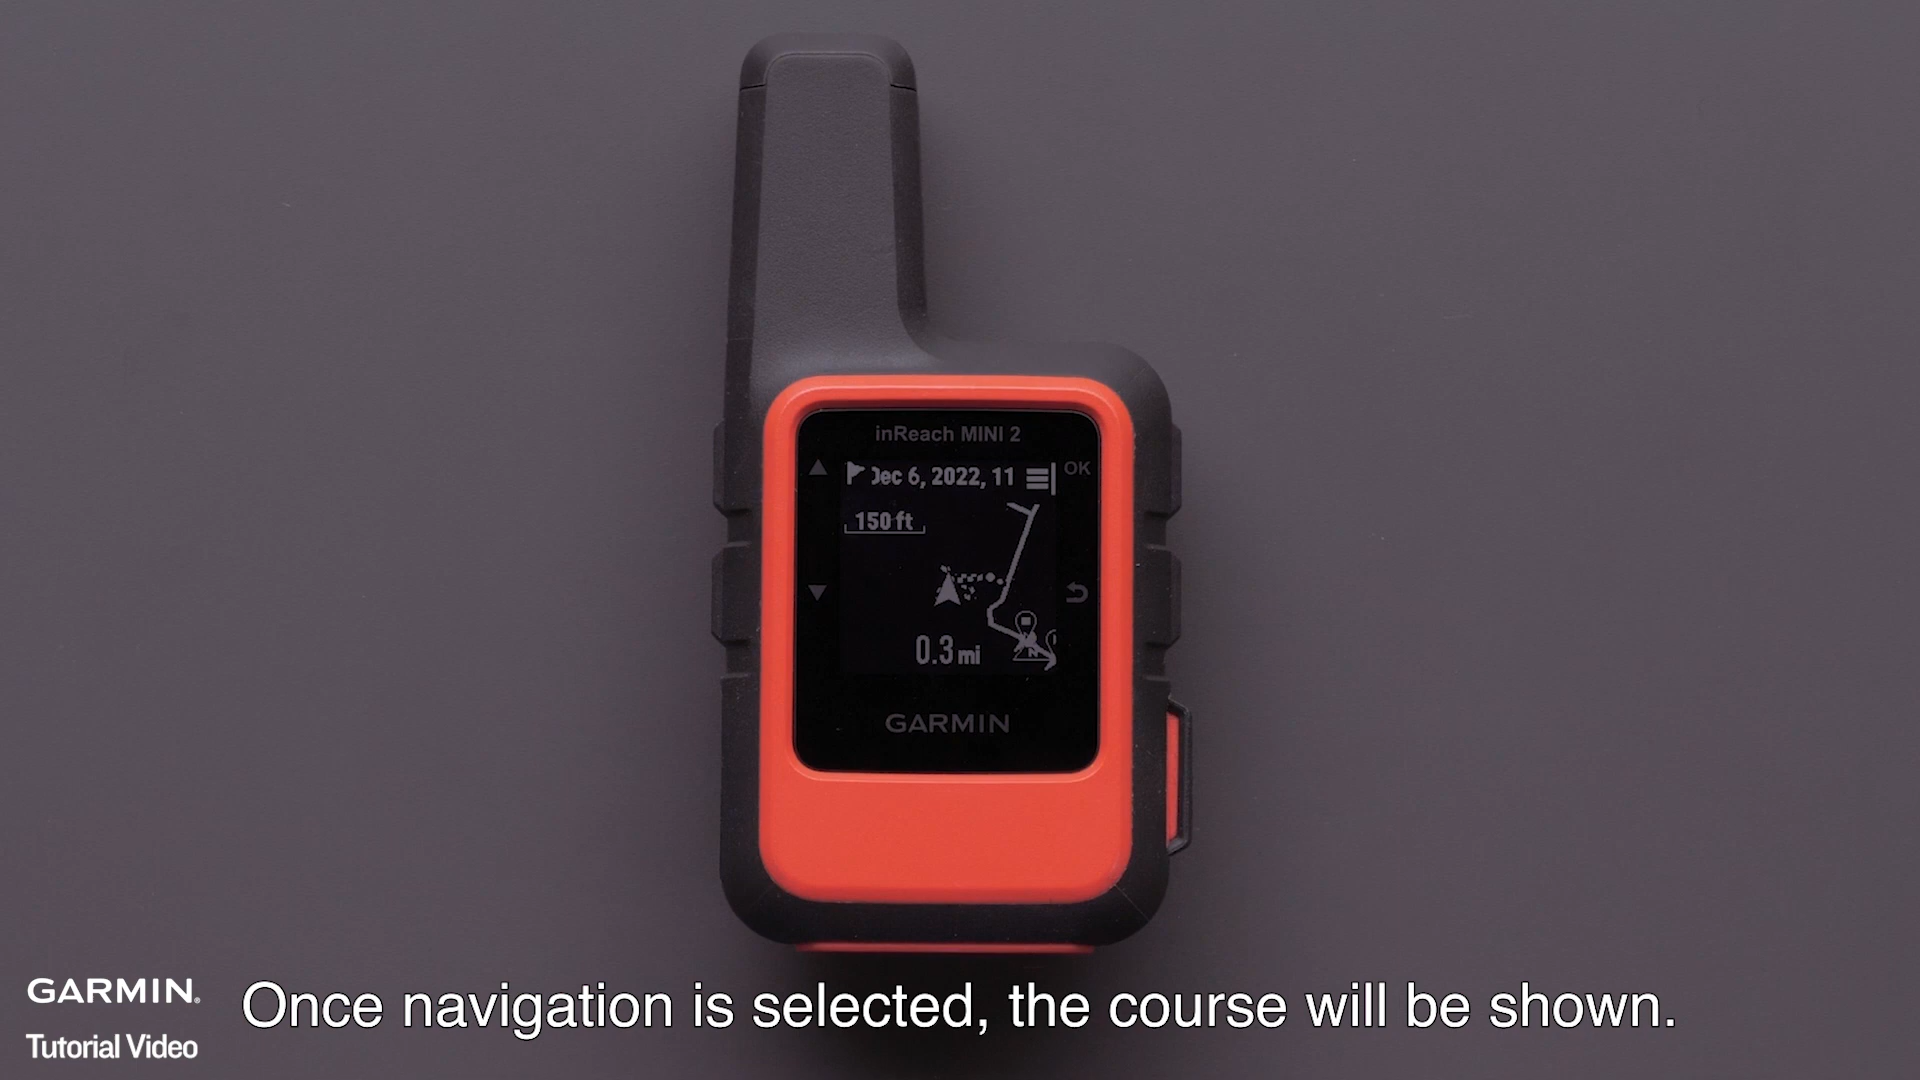 inReach MINI 2
Dec 6, 2022, 11
OK
150 ft
0.3 mi
N
GARMIN
GARMIN®
Tutorial Video
Once navigation is selected, the course will be shown.